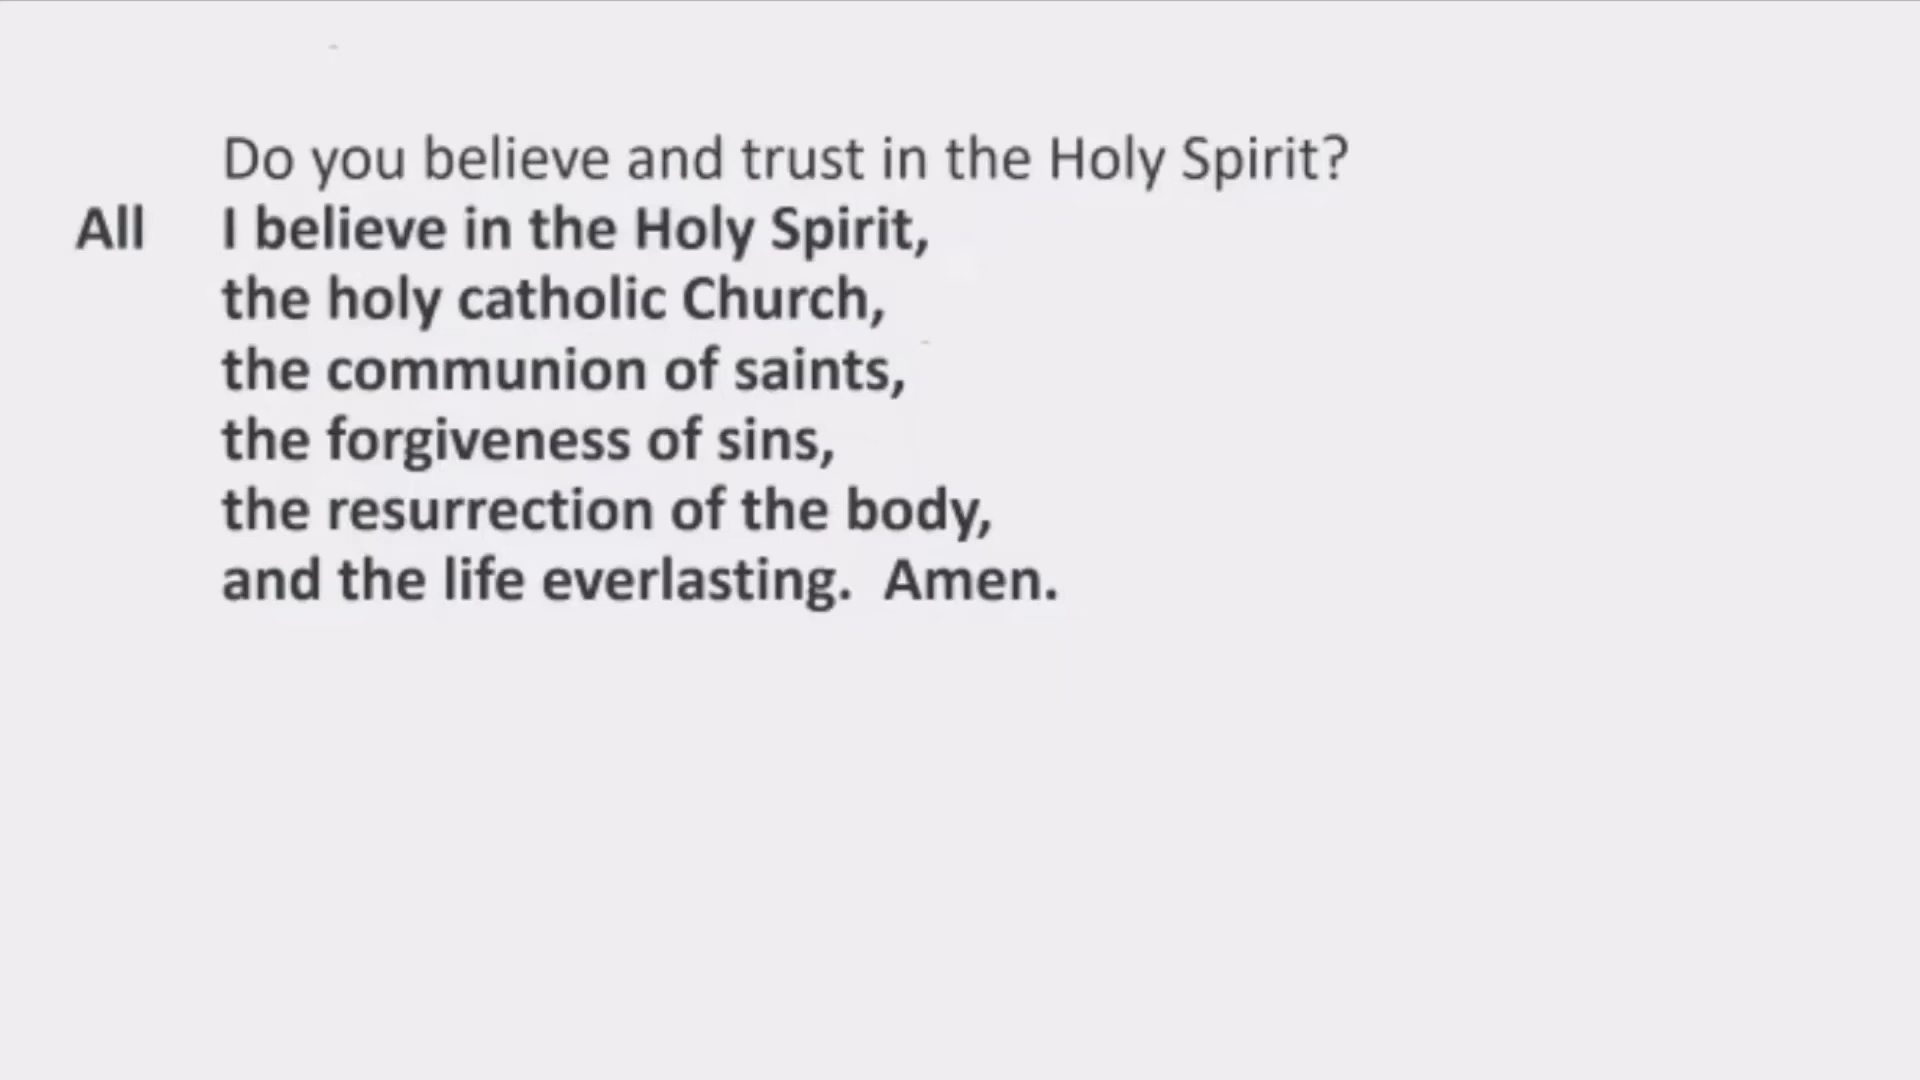 Do you believe and trust in the Holy Spirit?
All I believe in the Holy Spirit,
the holy catholic Church,
the communion of saints,
the forgiveness of sins,
the resurrection of the body,
and the life everlasting.  Amen.